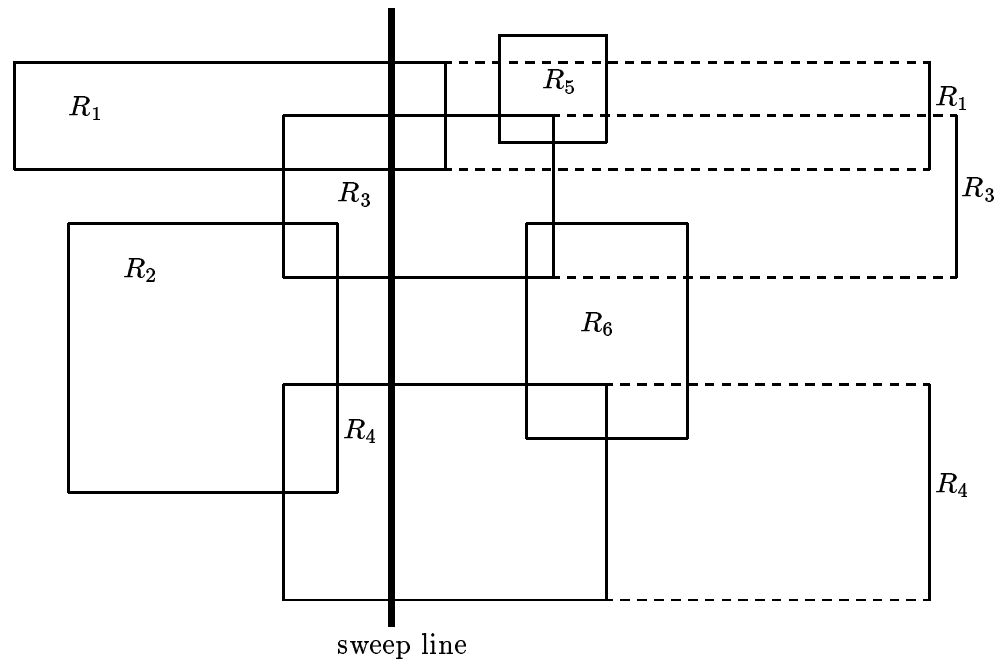 R₅
R₁
R₁
R₃
R₃
R₂
R₆
R₄
R₄
sweep line